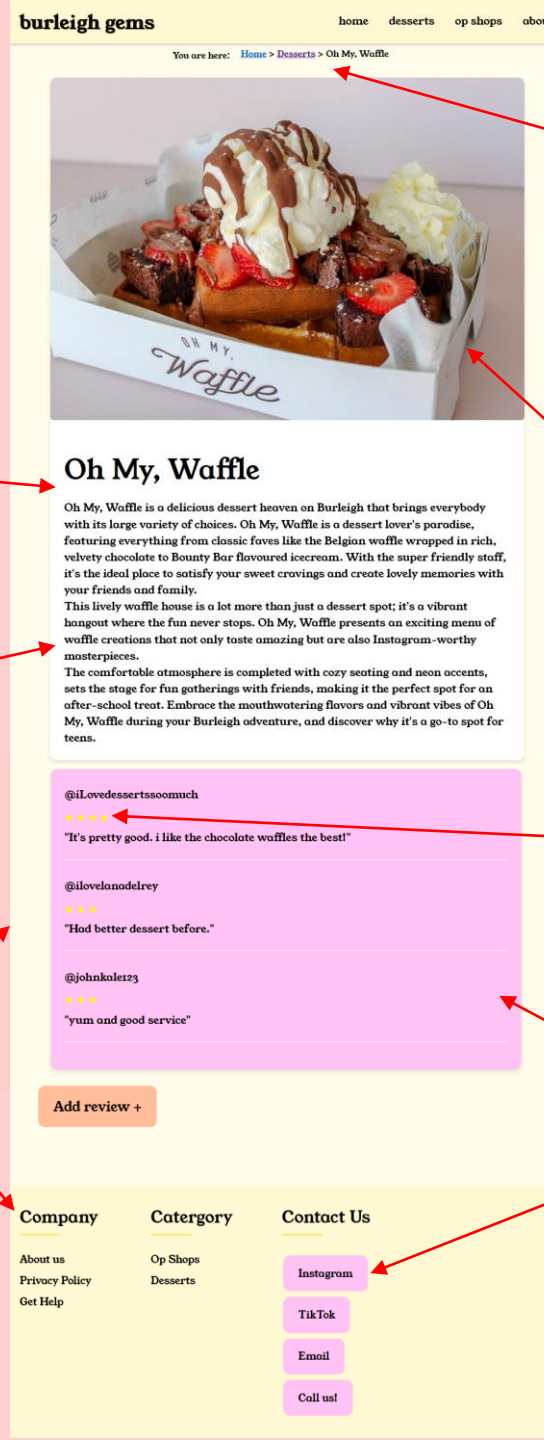 burleigh gems
home desserts op shops
You are here: Home > Desserts > Oh My, Waffle
OH MY,
Waffle
Oh My, Waffle
Oh My, Waffle is a delicious dessert heaven on Burleigh that brings everybody
with its large variety of choices. Oh My, Waffle is a dessert lover's paradise,
featuring everything from classic faves like the Belgian waffle wrapped in rich,
velvety chocolate to Bounty Bar flavoured icecream. With the super friendly staff,
it's the ideal place to satisfy your sweet cravings and create lovely memories with
your friends and family.
This lively waffle house is a lot more than just a dessert spot; it's a vibrant
hangout where the fun never stops. Oh My, Waffle presents an exciting menu of
waffle creations that not only taste amazing but are also Instagram-worthy
masterpieces.
The comfortable atmosphere is completed with cozy seating and neon accents,
sets the stage for fun gatherings with friends, making it the perfect spot for an
after-school treat. Embrace the mouthwatering flavors and vibrant vibes of Oh
My, Waffle during your Burleigh adventure, and discover why it's a go-to spot for
teens.
@iLovedessertssoomuch
"It's pretty good. i like the chocolate waffles the best!"
@ilovelanadelrey
"Had better dessert before."
@johnkale123
"yum and good service"
Add review +
Company Catergory Contact Us
About us Op Shops Instagram
Privacy Policy Desserts
Get Help
TikTok
Email
Call us!